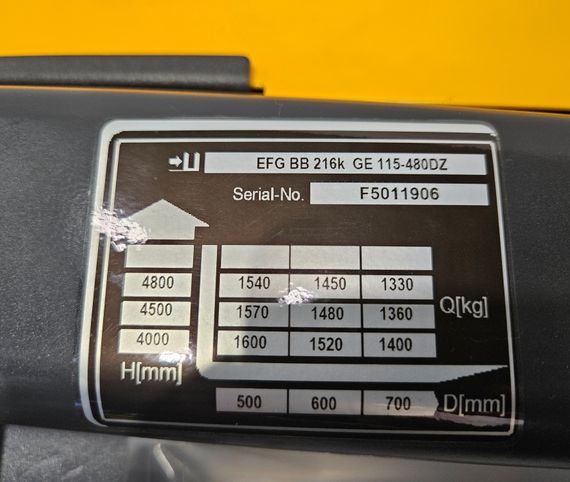 EFG BB 216k GE 115-480DZ
Serial-No. F5011906
4800 1540 1450 1330
4500 1570 1480 1360 Q[kg]
4000 1600 1520 1400
H[mm]
500 600 700 D[mm]